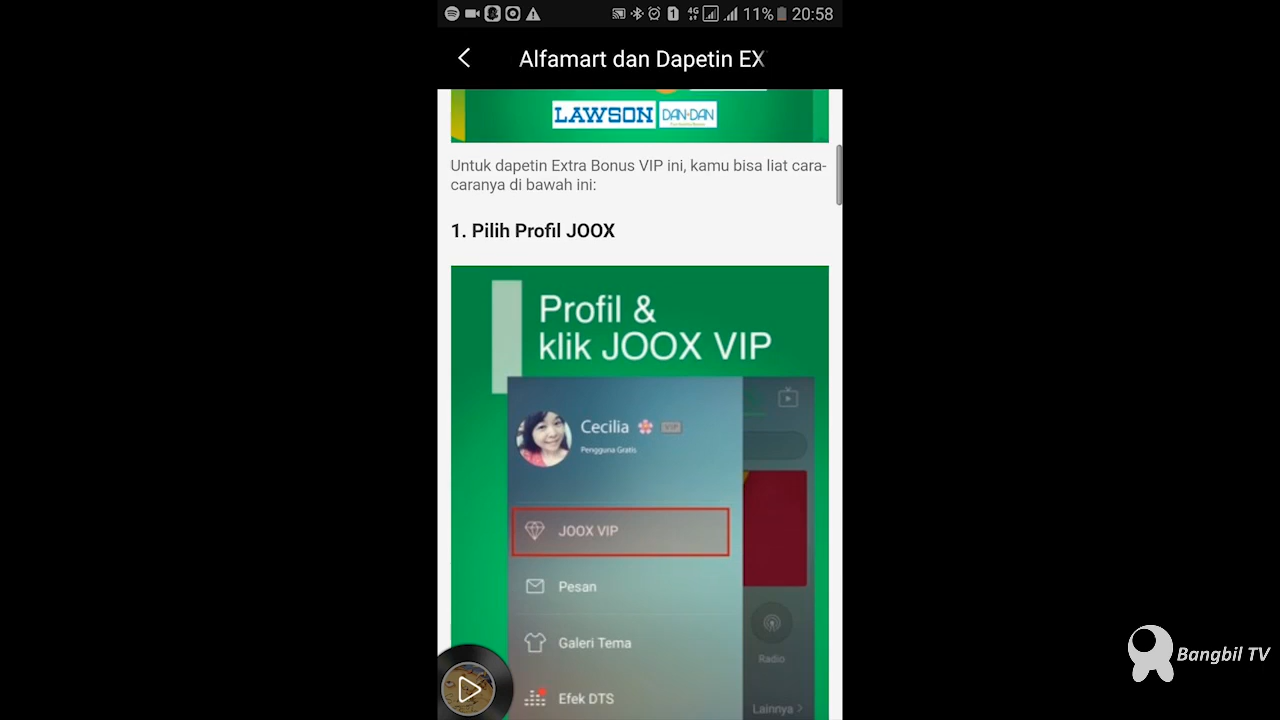 11% 20:58
Alfamart dan Dapetin EX
LAWSON DAN+DAN
Untuk dapetin Extra Bonus VIP ini, kamu bisa liat cara-
caranya di bawah ini:
1. Pilih Profil JOOX
Profil &
klik JOOX VIP
Cecilia VIP
Pengguna Gratis
JOOX VIP
Pesan
Galeri Tema
Radio
Efek DTS
Lainnya >
Bangbil TV